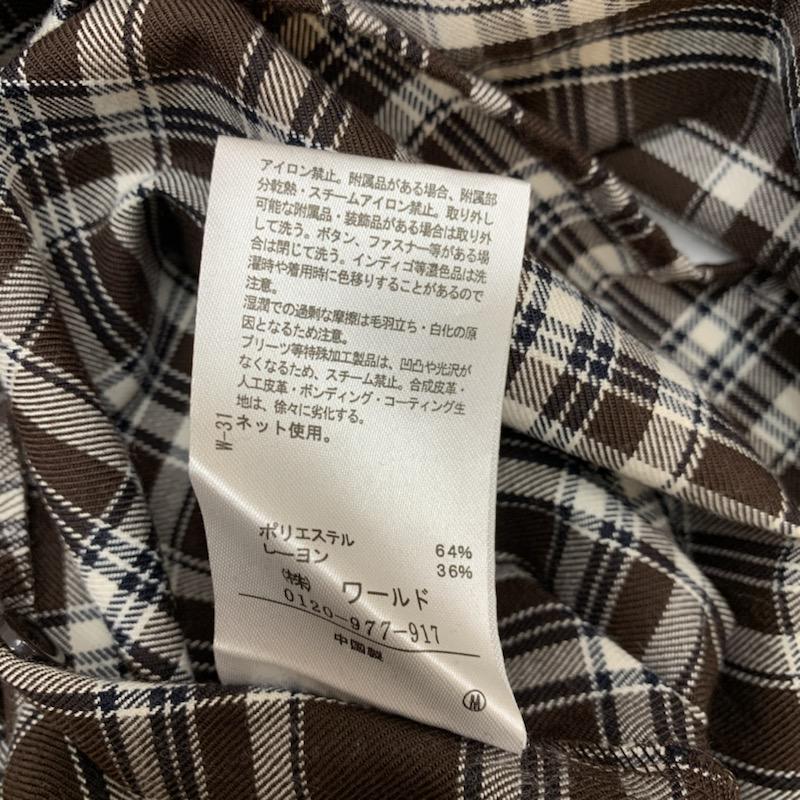 アイロン禁止。附属品がある場合、附属部
分乾熱・スチームアイロン禁止。取り外し
可能な附属品・装飾品がある場合は取り外
して洗う。ボタン、ファスナー等がある場
合は閉じて洗う。インディゴ等濃色品は洗
濯時や着用時に色移りすることがあるので
注意。
湿潤での過剰な摩擦は毛羽立ち・白化の原
因となるため注意。
プリーツ等特殊加工製品は、凹凸や光沢が
なくなるため、スチーム禁止。合成皮革・
人工皮革・ボンディング・コーティング生
地は、徐々に劣化する。
ネット使用。
W-31
ポリエステル 64%
レーヨン 36%
㈱ ワールド
0120-977-917
中国製
Ⓜ